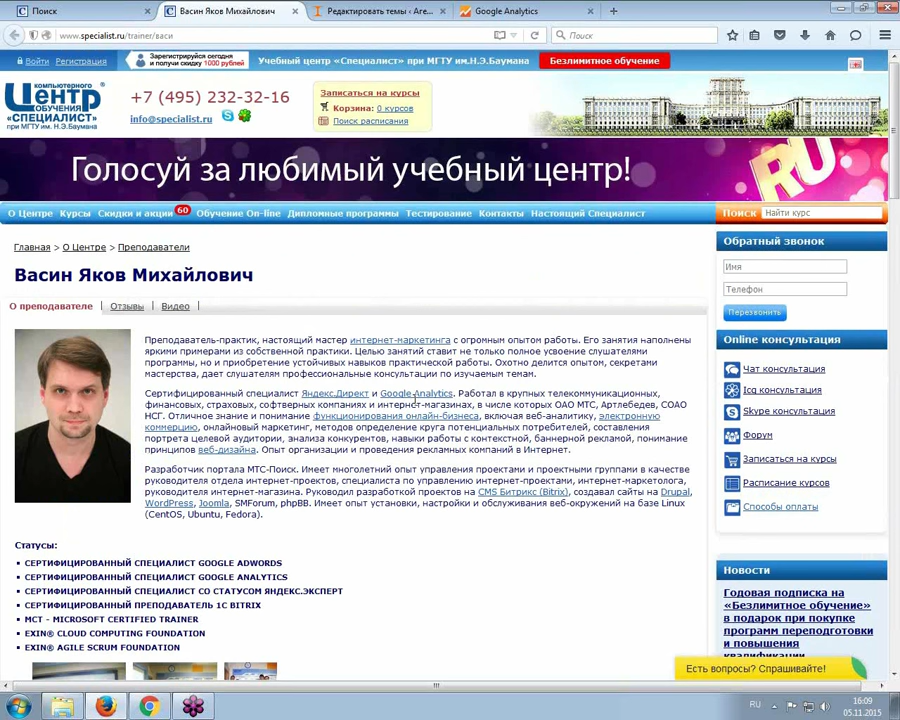 Поиск
Васин Яков Михайлович
Редактировать темы ‹ Аге...
Google Analytics
www.specialist.ru/trainer/васи
Поиск
Войти Регистрация
Зарегистрируйтесь сегодня
и получи скидку 1000 рублей
Учебный центр «Специалист» при МГТУ им.Н.Э.Баумана
Безлимитное обучение
компьютерного
Центр
ОБУЧЕНИЯ
«СПЕЦИАЛИСТ»
при МГТУ им. Н.Э.Баумана
+7 (495) 232-32-16
info@specialist.ru
Записаться на курсы
Корзина: 0 курсов
Поиск расписания
Голосуй за любимый учебный центр!
RU
О Центре Курсы Скидки и акции 60 Обучение On-line Дипломные программы Тестирование Контакты Настоящий Специалист
Поиск Найти курс
Главная > О Центре > Преподаватели
Васин Яков Михайлович
О преподавателе | Отзывы | Видео |
Преподаватель-практик, настоящий мастер интернет-маркетинга с огромным опытом работы. Его занятия наполнены
яркими примерами из собственной практики. Целью занятий ставит не только полное усвоение слушателями
программы, но и приобретение устойчивых навыков практической работы. Охотно делится опытом, секретами
мастерства, дает слушателям профессиональные консультации по изучаемым темам.
Сертифицированный специалист Яндекс.Директ и Google Analytics. Работал в крупных телекоммуникационных,
финансовых, страховых, софтверных компаниях и интернет-магазинах, в числе которых ОАО МТС, Артлебедев, СОАО
НСГ. Отличное знание и понимание функционирования онлайн-бизнеса, включая веб-аналитику, электронную
коммерцию, онлайновый маркетинг, методов определение круга потенциальных потребителей, составления
портрета целевой аудитории, анализа конкурентов, навыки работы с контекстной, баннерной рекламой, понимание
принципов веб-дизайна. Опыт организации и проведения рекламных компаний в Интернет.
Разработчик портала МТС-Поиск. Имеет многолетний опыт управления проектами и проектными группами в качестве
руководителя отдела интернет-проектов, специалиста по управлению интернет-проектами, интернет-маркетолога,
руководителя интернет-магазина. Руководил разработкой проектов на CMS Битрикс (Bitrix), создавал сайты на Drupal,
WordPress, Joomla, SMForum, phpBB. Имеет опыт установки, настройки и обслуживания веб-окружений на базе Linux
(CentOS, Ubuntu, Fedora).
Статусы:
СЕРТИФИЦИРОВАННЫЙ СПЕЦИАЛИСТ GOOGLE ADWORDS
СЕРТИФИЦИРОВАННЫЙ СПЕЦИАЛИСТ GOOGLE ANALYTICS
СЕРТИФИЦИРОВАННЫЙ СПЕЦИАЛИСТ СО СТАТУСОМ ЯНДЕКС.ЭКСПЕРТ
СЕРТИФИЦИРОВАННЫЙ ПРЕПОДАВАТЕЛЬ 1С BITRIX
MCT - MICROSOFT CERTIFIED TRAINER
EXIN® CLOUD COMPUTING FOUNDATION
EXIN® AGILE SCRUM FOUNDATION
Обратный звонок
Имя
Телефон
Перезвонить
Online консультация
Чат консультация
Icq консультация
Skype консультация
Форум
Записаться на курсы
Расписание курсов
Способы оплаты
Новости
Годовая подписка на
«Безлимитное обучение»
в подарок при покупке
программ переподготовки
и повышения
квалификации
Есть вопросы? Спрашивайте!
RU
16:09
05.11.2015